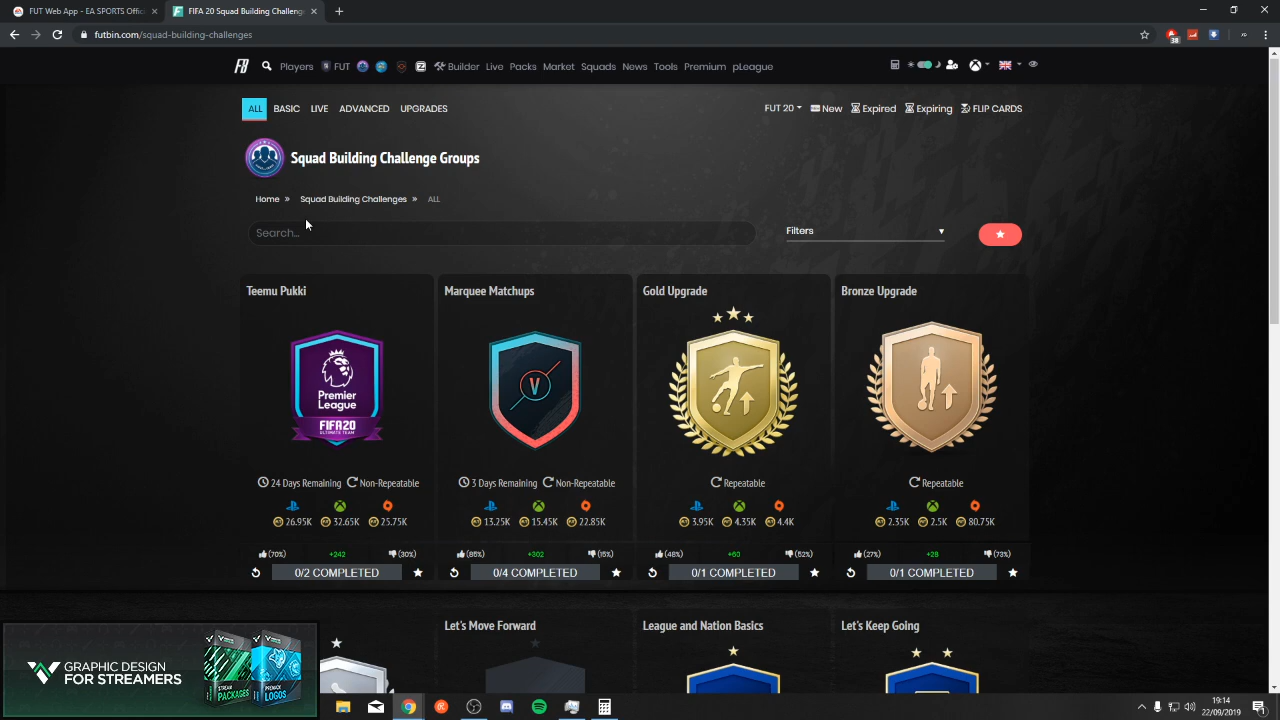 FUT Web App - EA SPORTS Offici
FIFA 20 Squad Building Challenge
futbin.com/squad-building-challenges
38
Players FUT Builder Live Packs Market Squads News Tools Premium pLeague
ALL BASIC LIVE ADVANCED UPGRADES FUT 20 New Expired Expiring FLIP CARDS
Squad Building Challenge Groups
Home » Squad Building Challenges » ALL
Search...
Filters
Teemu Pukki Marquee Matchups Gold Upgrade Bronze Upgrade
Premier
League
FIFA20
ULTIMATE TEAM
V
24 Days Remaining Non-Repeatable 3 Days Remaining Non-Repeatable Repeatable Repeatable
26.95K 32.65K 25.75K 13.25K 15.45K 22.85K 3.95K 4.35K 4.4K 2.35K 2.5K 80.75K
(70%) +242 (30%) (85%) +302 (15%) (48%) +60 (52%) (27%) +28 (73%)
0/2 COMPLETED 0/4 COMPLETED 0/1 COMPLETED 0/1 COMPLETED
Let's Move Forward League and Nation Basics Let's Keep Going
GRAPHIC DESIGN
FOR STREAMERS
STREAM
PACKAGES
PREMADE
LOGOS
19:14
22/09/2019